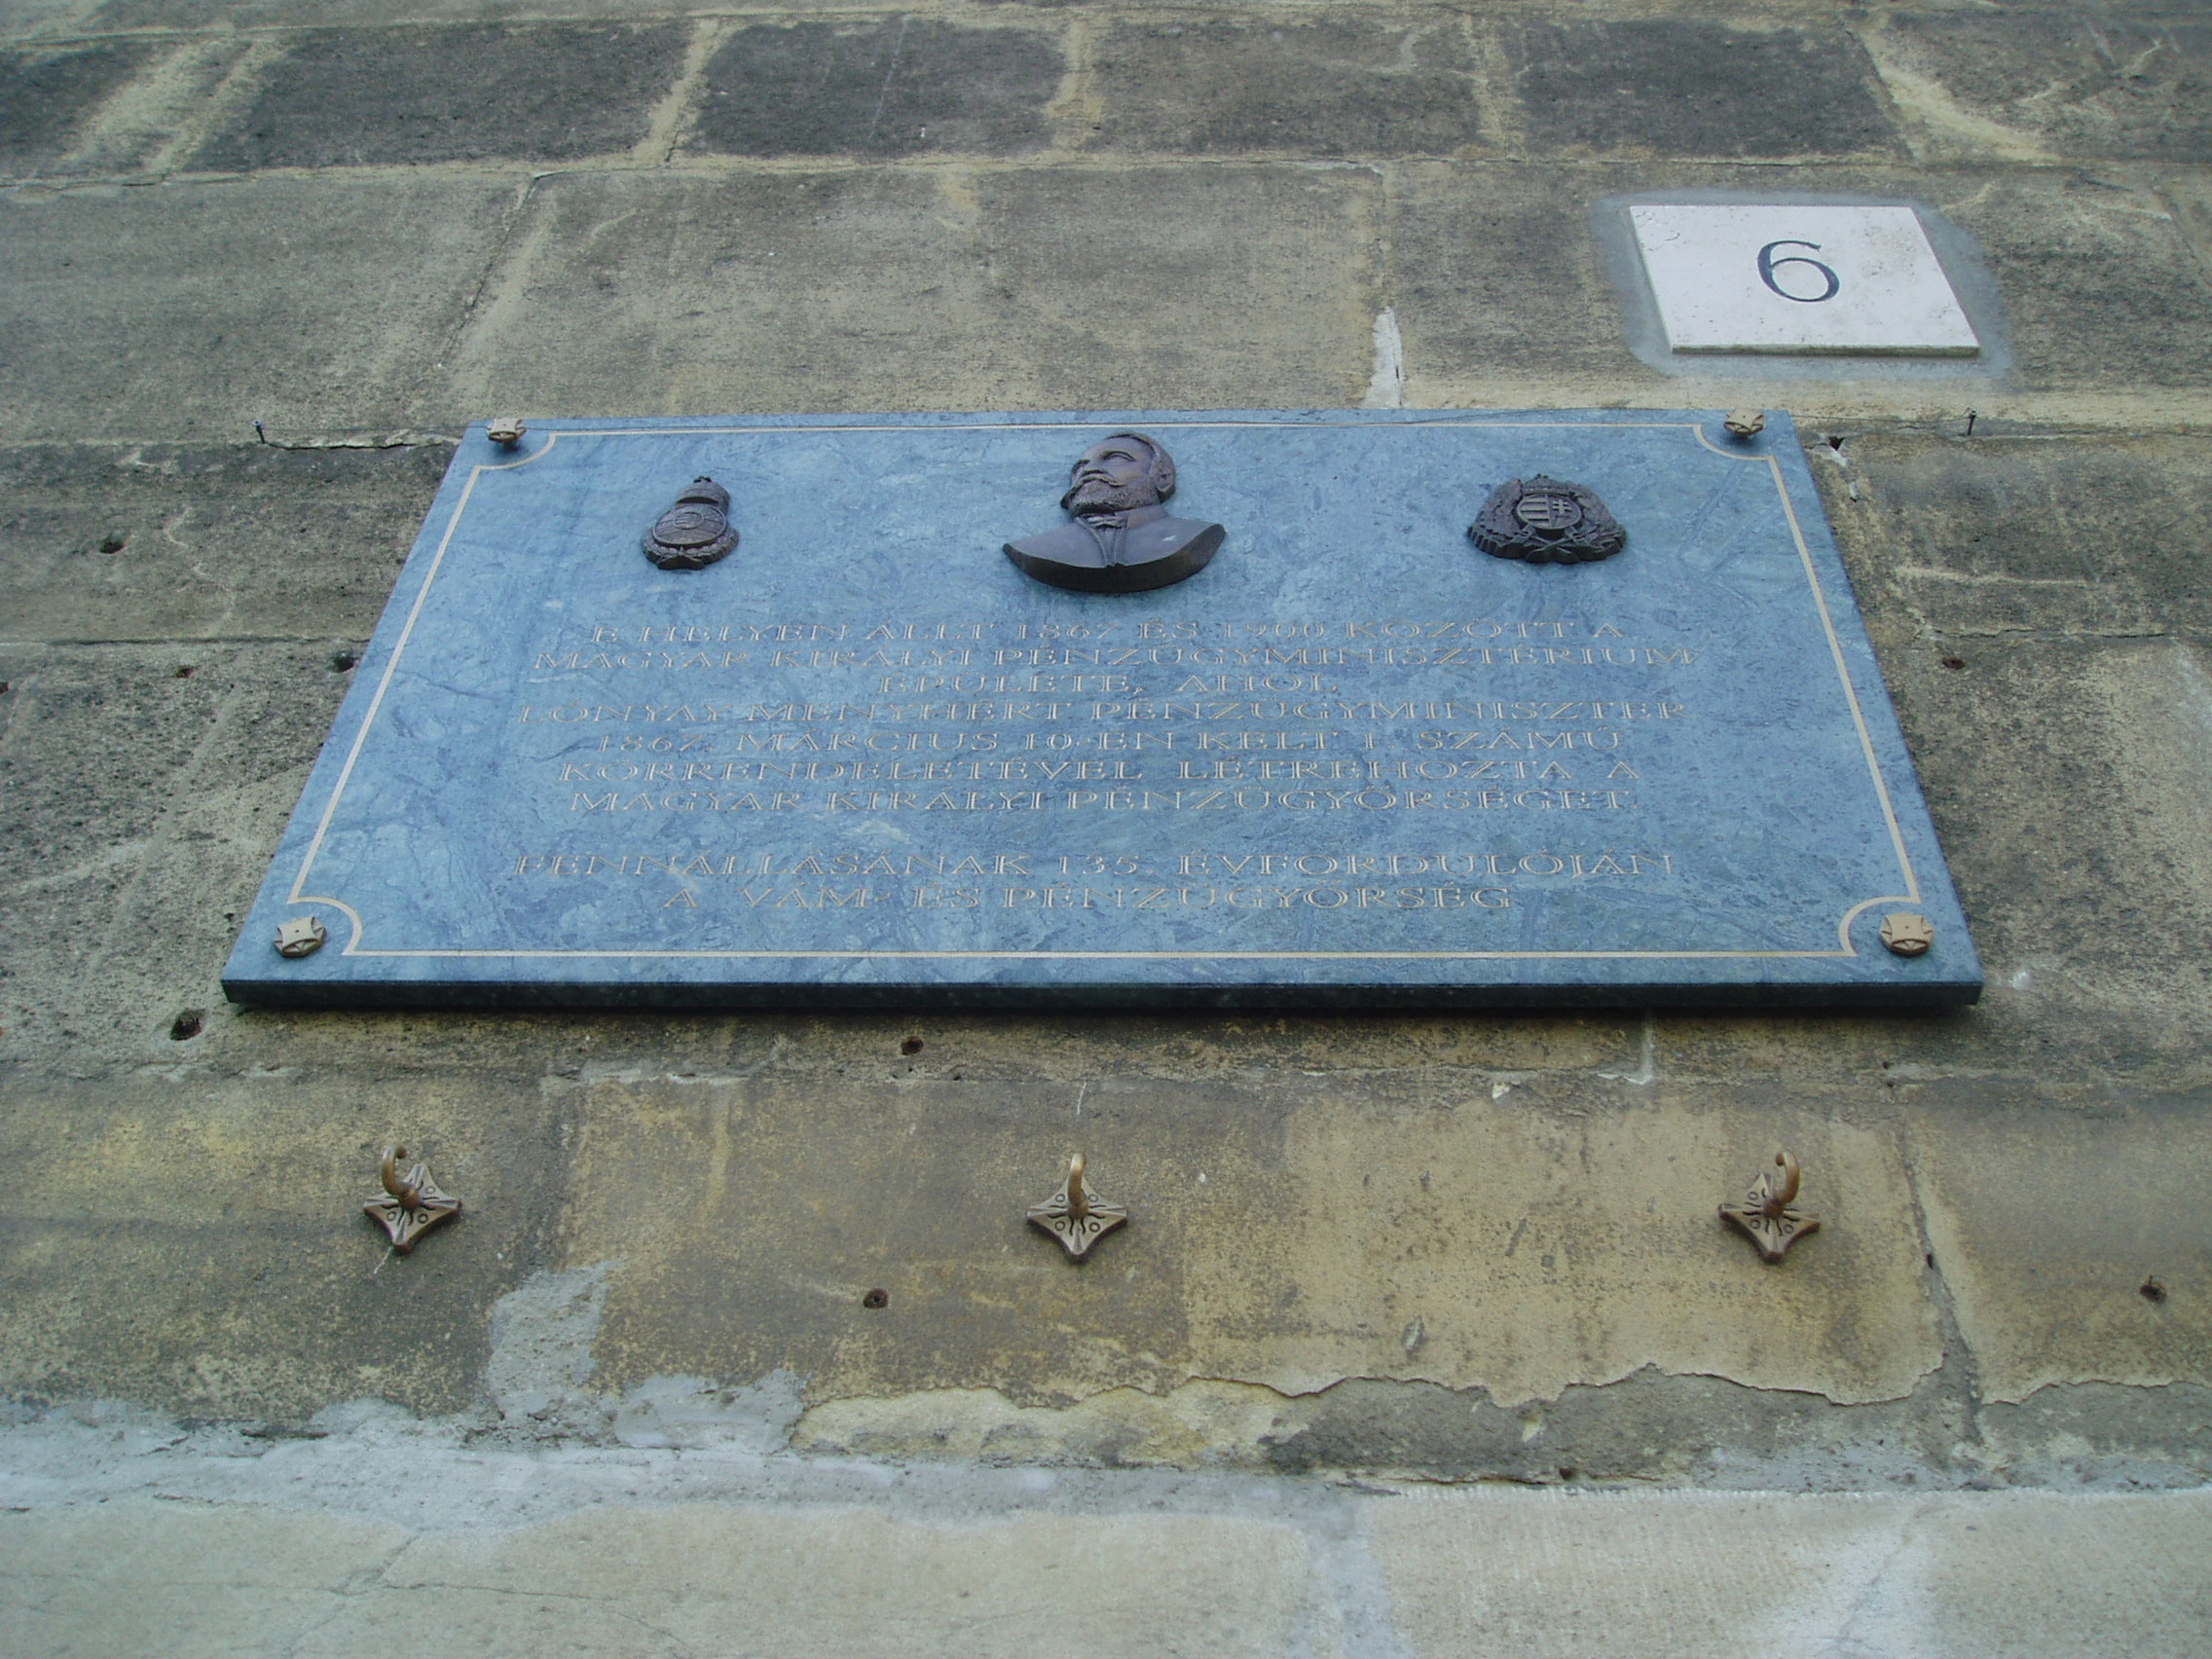 6
E HELYEN ÁLLT 1867 ÉS 1900 KÖZÖTT A
MAGYAR KIRÁLYI PÉNZÜGYMINISZTÉRIUM
ÉPÜLETE, AHOL
LÓNYAY MENYHÉRT PÉNZÜGYMINISZTER
1867. MÁRCIUS 10-ÉN KELT 1. SZÁMÚ
KÖRRENDELETÉVEL LÉTREHOZTA A
MAGYAR KIRÁLYI PÉNZÜGYŐRSÉGET.
FENNÁLLÁSÁNAK 135. ÉVFORDULÓJÁN
A VÁM- ÉS PÉNZÜGYŐRSÉG